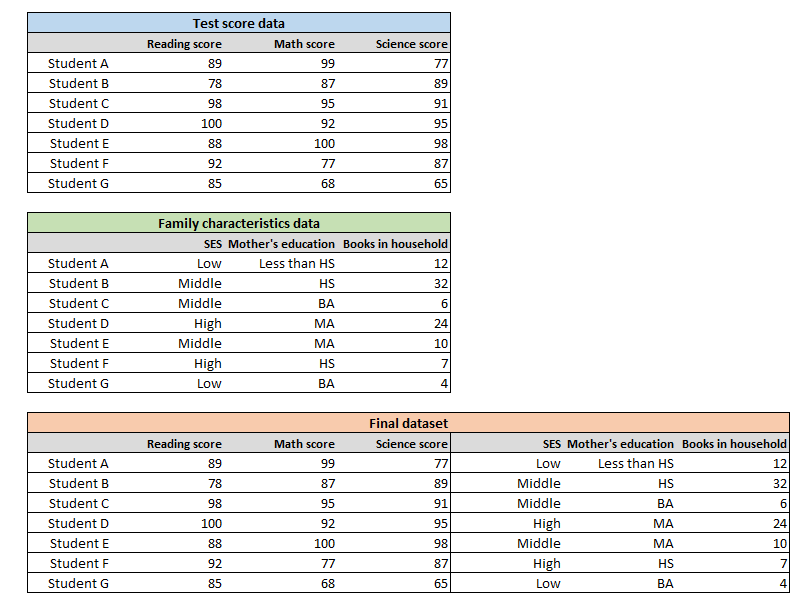 Test score data
Reading score Math score Science score
Student A 89 99 77
Student B 78 87 89
Student C 98 95 91
Student D 100 92 95
Student E 88 100 98
Student F 92 77 87
Student G 85 68 65
Family characteristics data
SES Mother's education Books in household
Student A Low Less than HS 12
Student B Middle HS 32
Student C Middle BA 6
Student D High MA 24
Student E Middle MA 10
Student F High HS 7
Student G Low BA 4
Final dataset
Reading score Math score Science score SES Mother's education Books in household
Student A 89 99 77 Low Less than HS 12
Student B 78 87 89 Middle HS 32
Student C 98 95 91 Middle BA 6
Student D 100 92 95 High MA 24
Student E 88 100 98 Middle MA 10
Student F 92 77 87 High HS 7
Student G 85 68 65 Low BA 4